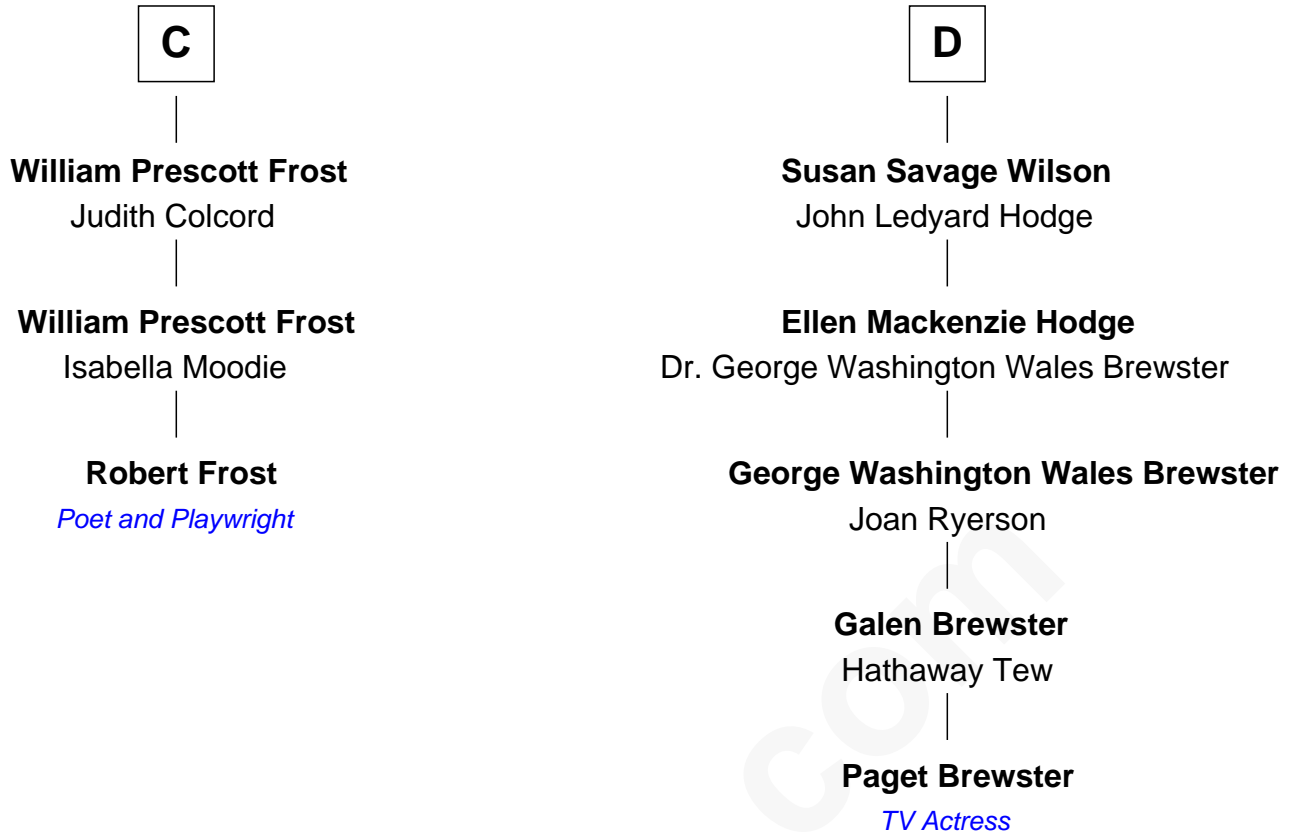 C
William Prescott Frost
Judith Colcord
William Prescott Frost
Isabella Moodie
Robert Frost
Poet and Playwright
D
Susan Savage Wilson
John Ledyard Hodge
Ellen Mackenzie Hodge
Dr. George Washington Wales Brewster
George Washington Wales Brewster
Joan Ryerson
Galen Brewster
Hathaway Tew
Paget Brewster
TV Actress
com